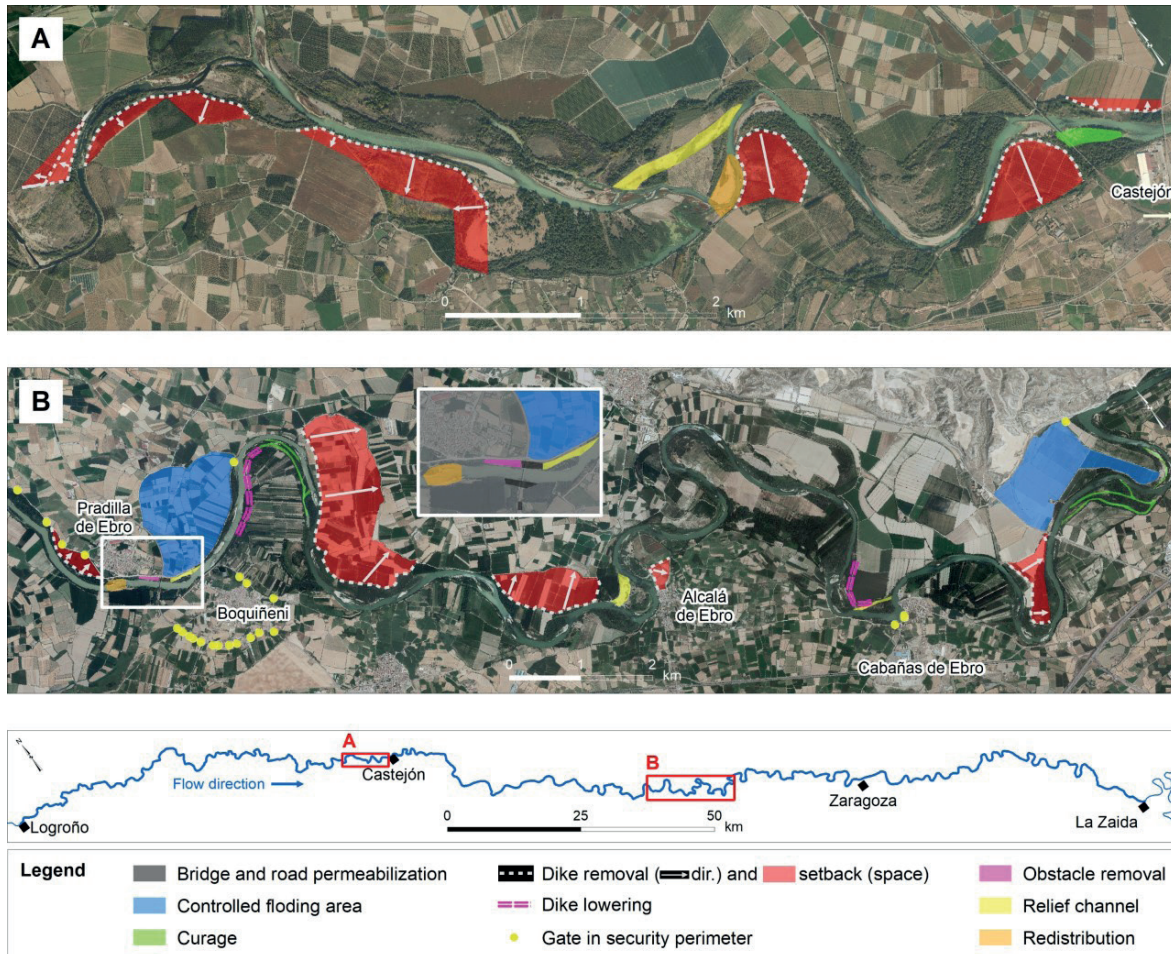 A
Castejón
0 1 2
km
B
Pradilla
de Ebro
Boquiñeni
Alcalá
de Ebro
Cabañas de Ebro
0 1 2
km
N
A
Castejón
B
Flow direction
Zaragoza
Logroño
La Zaida
0 25 50
km
Legend
Bridge and road permeabilization
Controlled floding area
Curage
Dike removal ( dir.) and setback (space)
Dike lowering
Gate in security perimeter
Obstacle removal
Relief channel
Redistribution